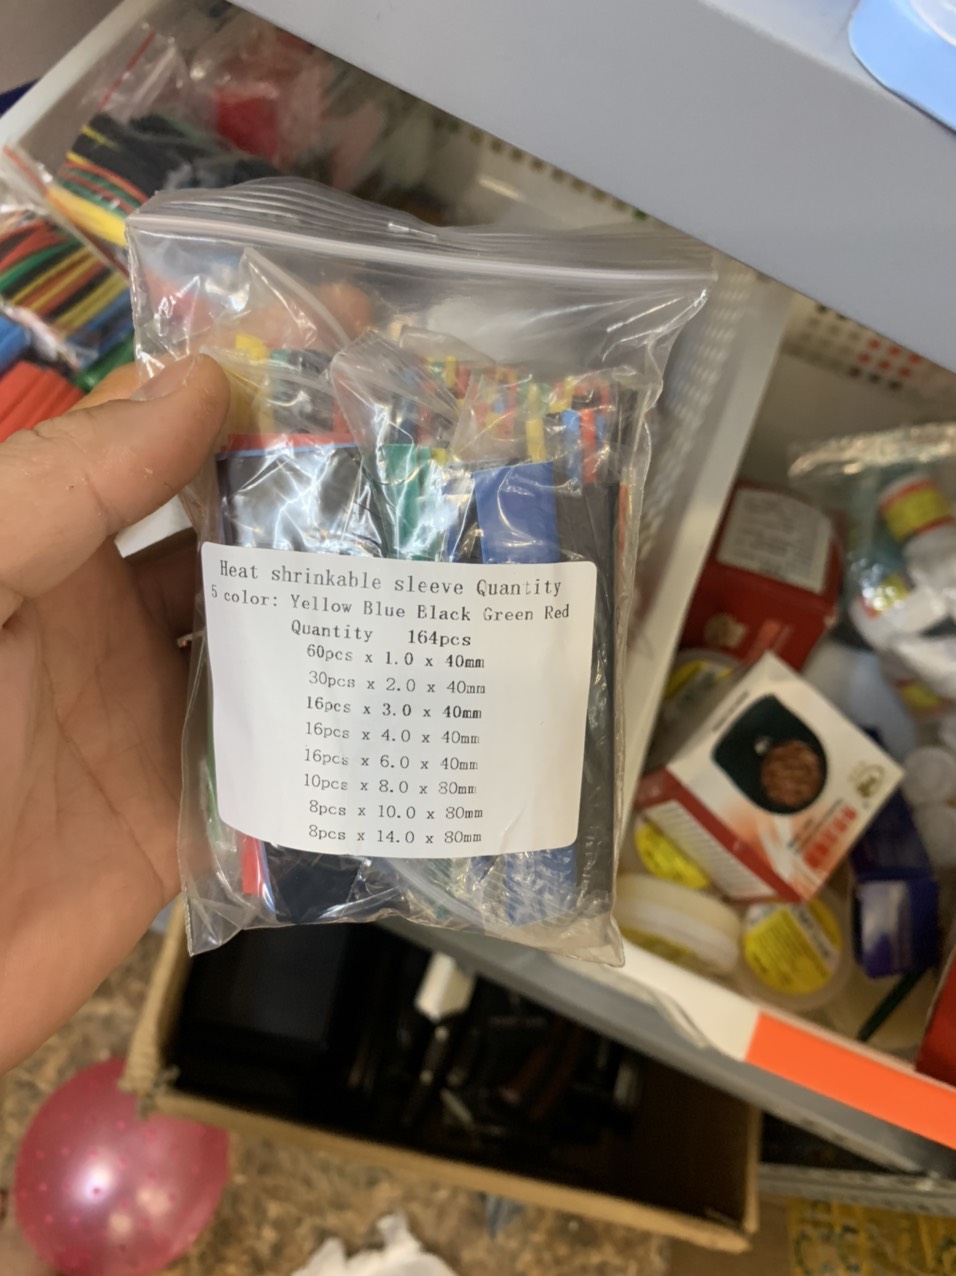 Heat shrinkable sleeve Quantity
5 color: Yellow Blue Black Green Red
Quantity 164pcs
60pcs x 1.0 x 40mm
30pcs x 2.0 x 40mm
16pcs x 3.0 x 40mm
16pcs x 4.0 x 40mm
16pcs x 6.0 x 40mm
10pcs x 8.0 x 80mm
8pcs x 10.0 x 80mm
8pcs x 14.0 x 80mm